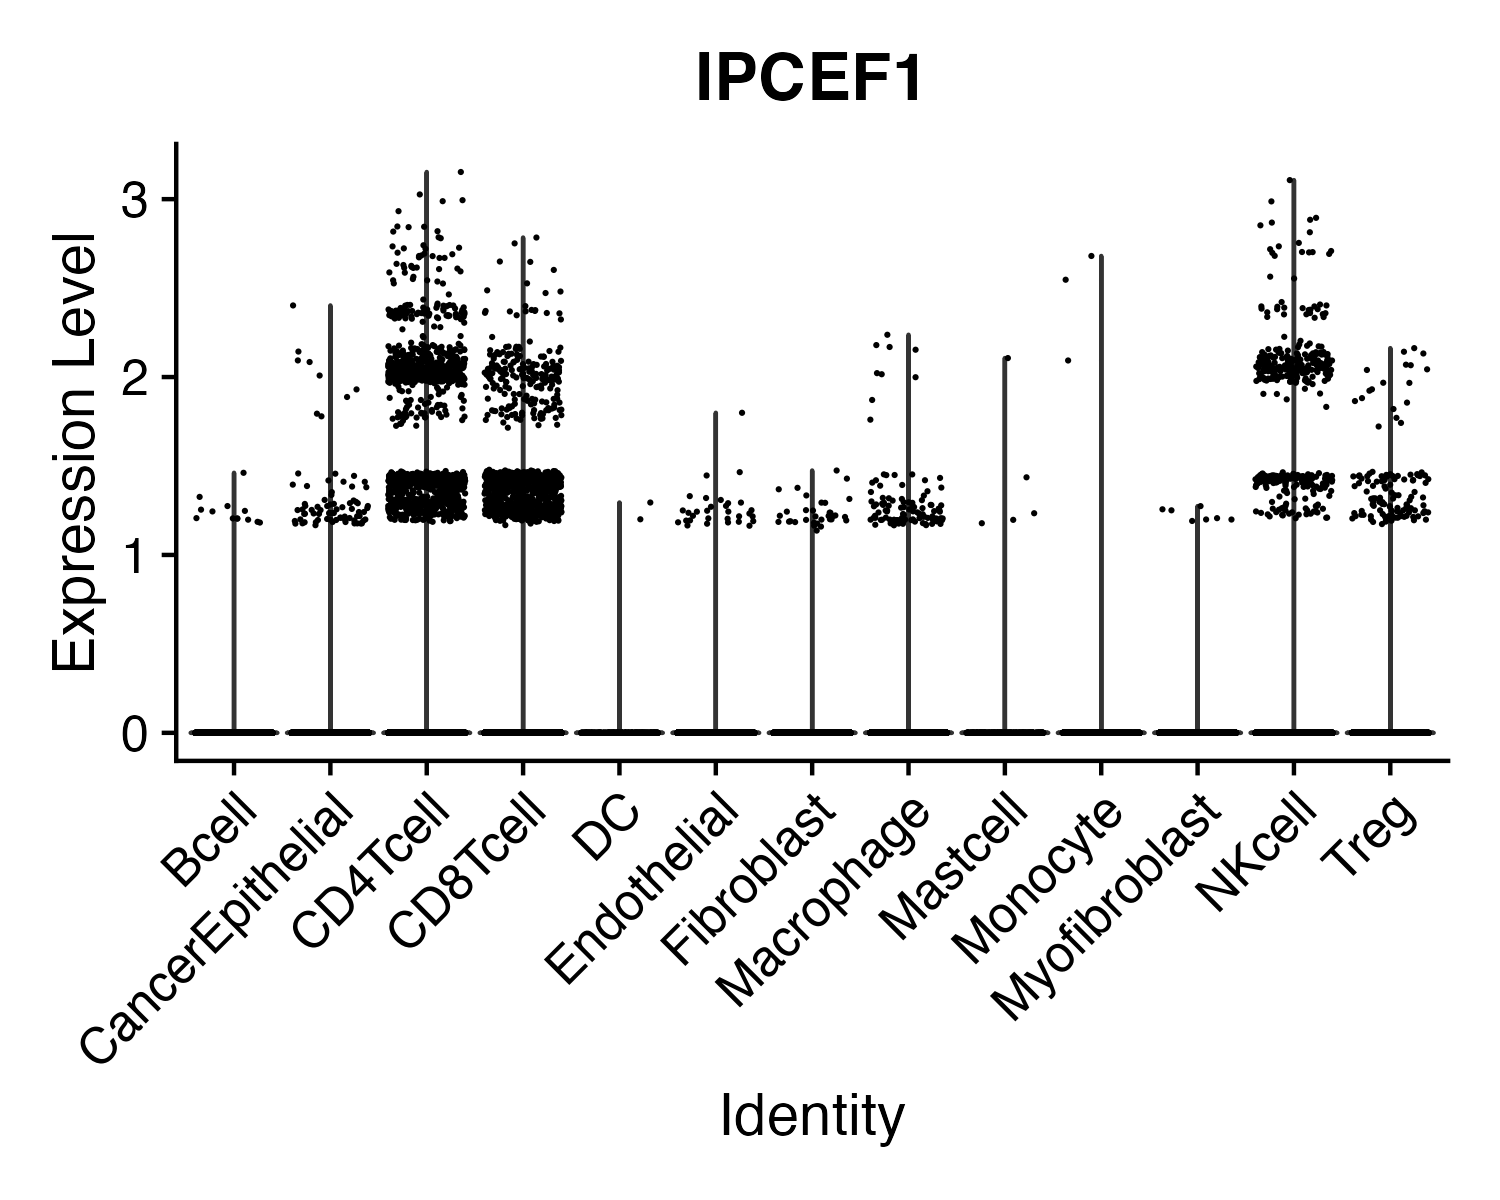 IPCEF1
Expression Level
3
2
1
0
Bcell
CancerEpithelial
CD4Tcell
CD8Tcell
DC
Endothelial
Fibroblast
Macrophage
Mastcell
Monocyte
Myofibroblast
NKcell
Treg
Identity